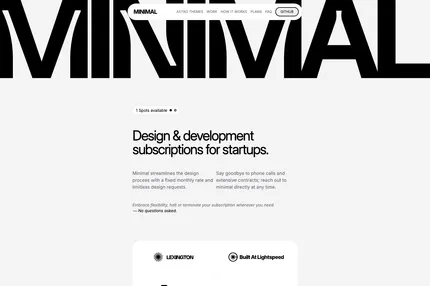 MINIMAL
MINIMAL ARTIST THEMES WORK HOW IT WORKS PLANS FAQ GITHUB
1 Spots available
Design & development
subscriptions for startups.
Minimal streamlines the design
process with a fixed monthly rate and
limitless design requests.
Say goodbye to phone calls and
extensive contracts; reach out to
minimal directly at any time.
Embrace flexibility, halt or terminate your subscription whenever you need.
— No questions asked.
LEXINGTON
Built At Lightspeed